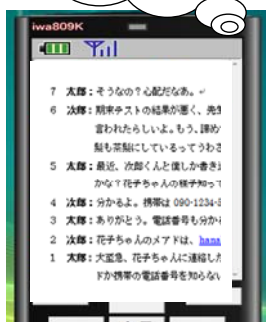 iwa809K
7 太郎：そうなの？心配だなあ。↵
6 次郎：期末テストの結果が悪く、先生
言われたらしいよ。もう、諦め
髪も茶髪にしているってうわさ
5 太郎：最近、次郎くんと僕しか書き込
かな？花子ちゃんの様子知って
4 次郎：分かるよ。携帯は 090-1234-5
3 太郎：ありがとう。電話番号も分か
2 次郎：花子ちゃんのメアドは、hana
1 太郎：大至急、花子ちゃんに連絡した
ドか携帯の電話番号を知らない